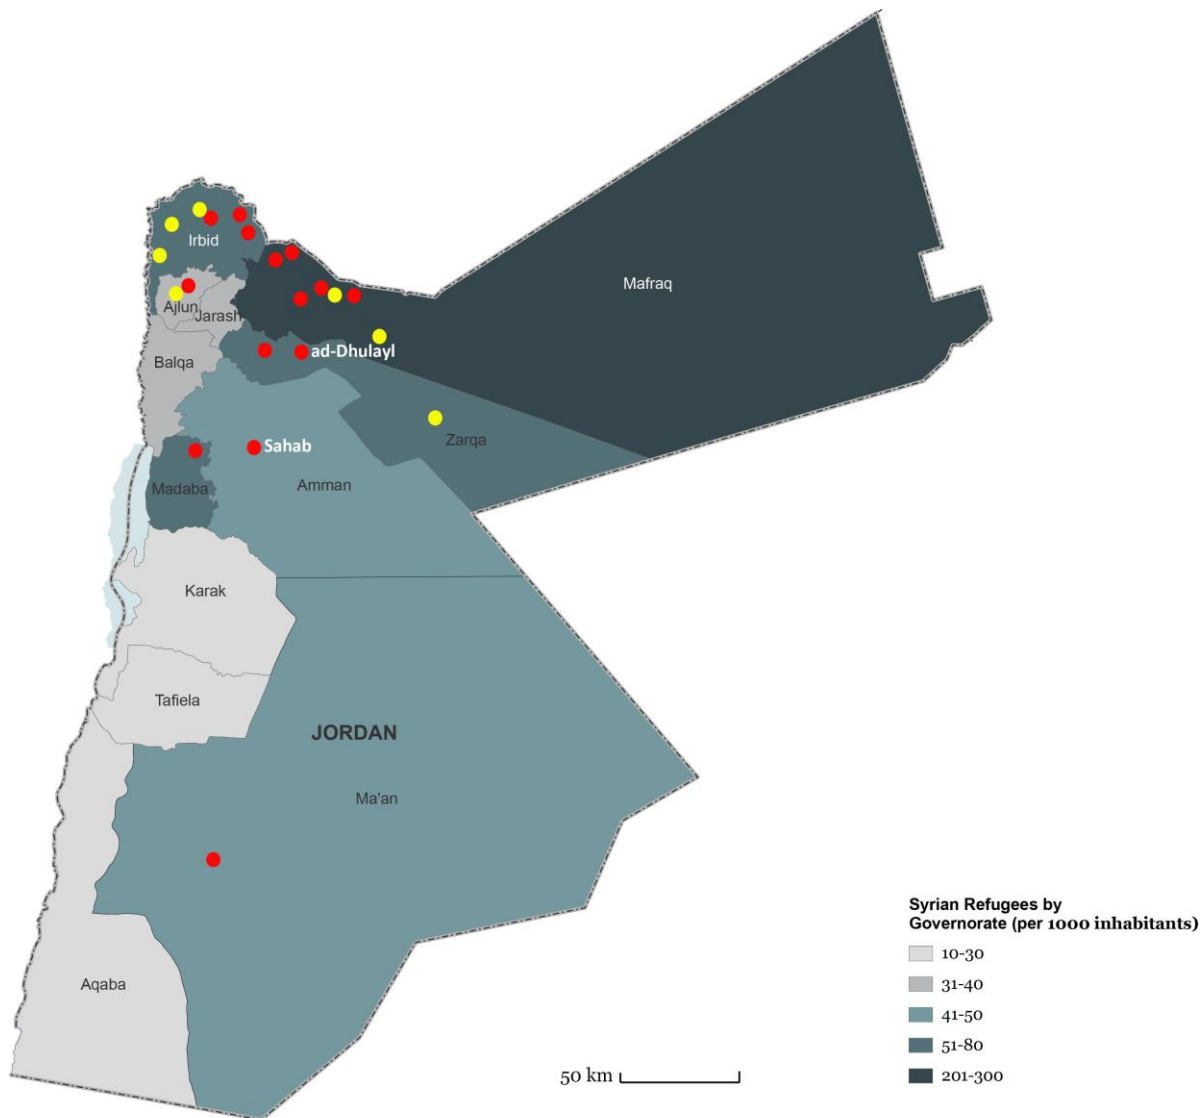 Mafraq
Irbid
Ajlun
Jarash
ad-Dhulayl
Balqa
Zarqa
Sahab
Madaba
Amman
Karak
Tafiela
JORDAN
Ma'an
Aqaba
Syrian Refugees by
Governorate (per 1000 inhabitants)
10-30
31-40
41-50
51-80
201-300
50 km